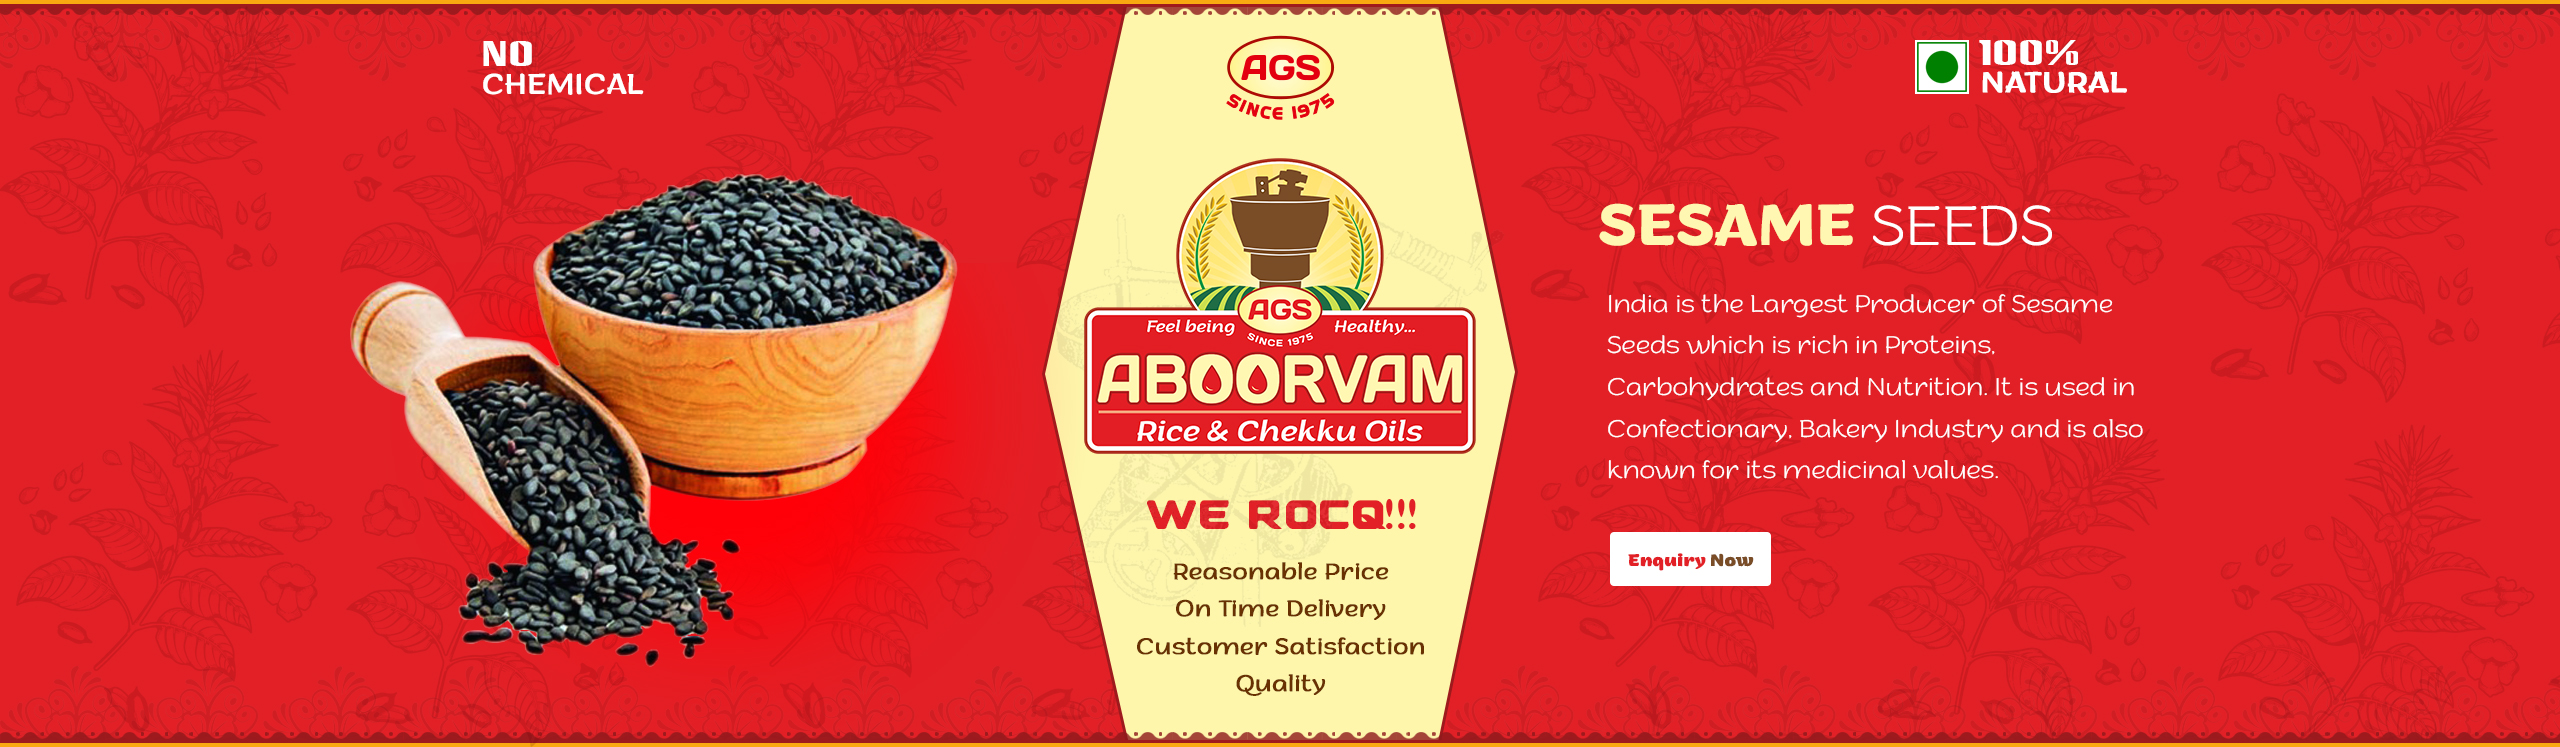 NO
CHEMICAL
AGS
SINCE 1975
AGS
Feel being
Healthy...
SINCE 1975
ABOORVAM
Rice & Chekku Oils
WE ROCQ!!!
Reasonable Price
On Time Delivery
Customer Satisfaction
Quality
100%
NATURAL
SESAME SEEDS
India is the Largest Producer of Sesame
Seeds which is rich in Proteins,
Carbohydrates and Nutrition. It is used in
Confectionary, Bakery Industry and is also
known for its medicinal values.
Enquiry Now